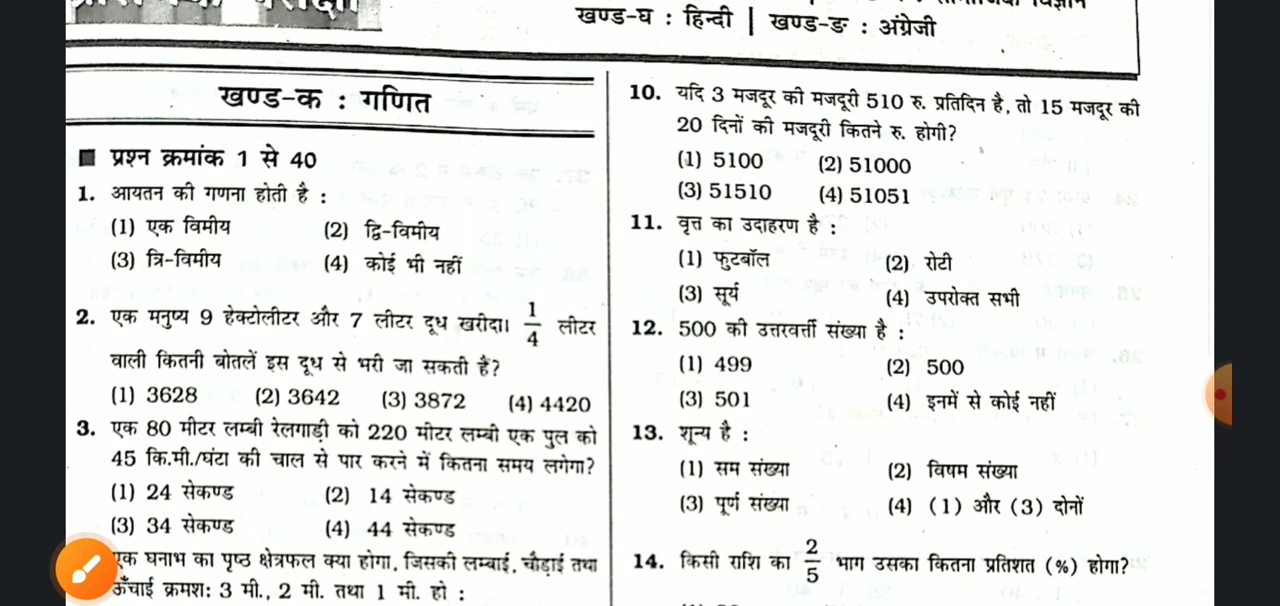 खण्ड-घ : हिन्दी | खण्ड-ङ : अंग्रेजी
खण्ड-क : गणित
■ प्रश्न क्रमांक 1 से 40
1. आयतन की गणना होती है :
(1) एक विमीय (2) द्वि-विमीय
(3) त्रि-विमीय (4) कोई भी नहीं
2. एक मनुष्य 9 हेक्टोलीटर और 7 लीटर दूध खरीदा। 1/4 लीटर
वाली कितनी बोतलें इस दूध से भरी जा सकती हैं?
(1) 3628 (2) 3642 (3) 3872 (4) 4420
3. एक 80 मीटर लम्बी रेलगाड़ी को 220 मीटर लम्बी एक पुल को
45 कि.मी./घंटा की चाल से पार करने में कितना समय लगेगा?
(1) 24 सेकण्ड (2) 14 सेकण्ड
(3) 34 सेकण्ड (4) 44 सेकण्ड
एक घनाभ का पृष्ठ क्षेत्रफल क्या होगा, जिसकी लम्बाई, चौड़ाई तथा
ऊँचाई क्रमश: 3 मी., 2 मी. तथा 1 मी. हो :
10. यदि 3 मजदूर की मजदूरी 510 रु. प्रतिदिन है, तो 15 मजदूर की
20 दिनों की मजदूरी कितने रु. होगी?
(1) 5100 (2) 51000
(3) 51510 (4) 51051
11. वृत्त का उदाहरण है :
(1) फुटबॉल (2) रोटी
(3) सूर्य (4) उपरोक्त सभी
12. 500 की उत्तरवर्त्ती संख्या है :
(1) 499 (2) 500
(3) 501 (4) इनमें से कोई नहीं
13. शून्य है :
(1) सम संख्या (2) विषम संख्या
(3) पूर्ण संख्या (4) (1) और (3) दोनों
14. किसी राशि का 2/5 भाग उसका कितना प्रतिशत (%) होगा?